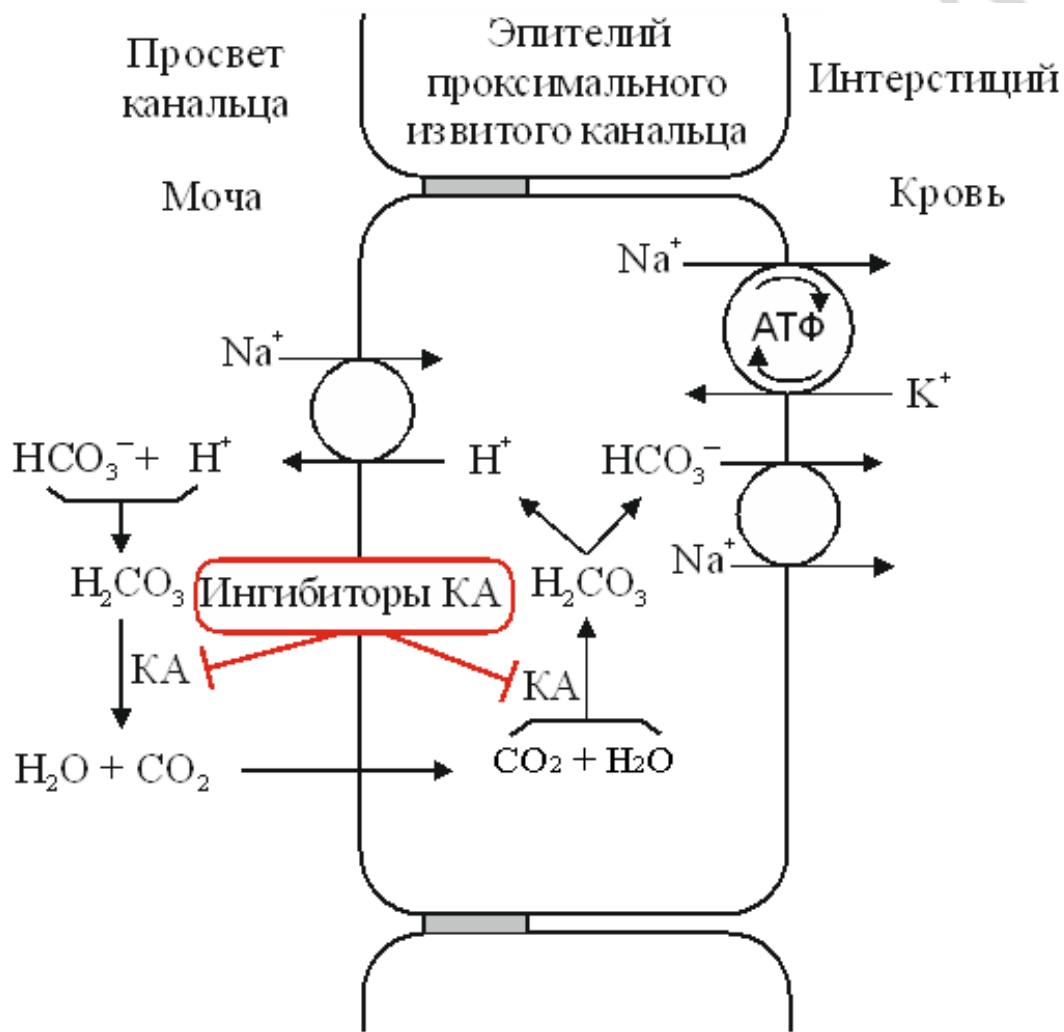 Просвет
канальца
Эпителий
проксимального
извитого канальца
Интерстиций
Моча
Кровь
Na⁺
АТФ
K⁺
Na⁺
HCO₃⁻ + H⁺
H⁺
HCO₃⁻
Na⁺
H₂CO₃
Ингибиторы КА
H₂CO₃
КА
КА
H₂O + CO₂
CO₂ + H₂O